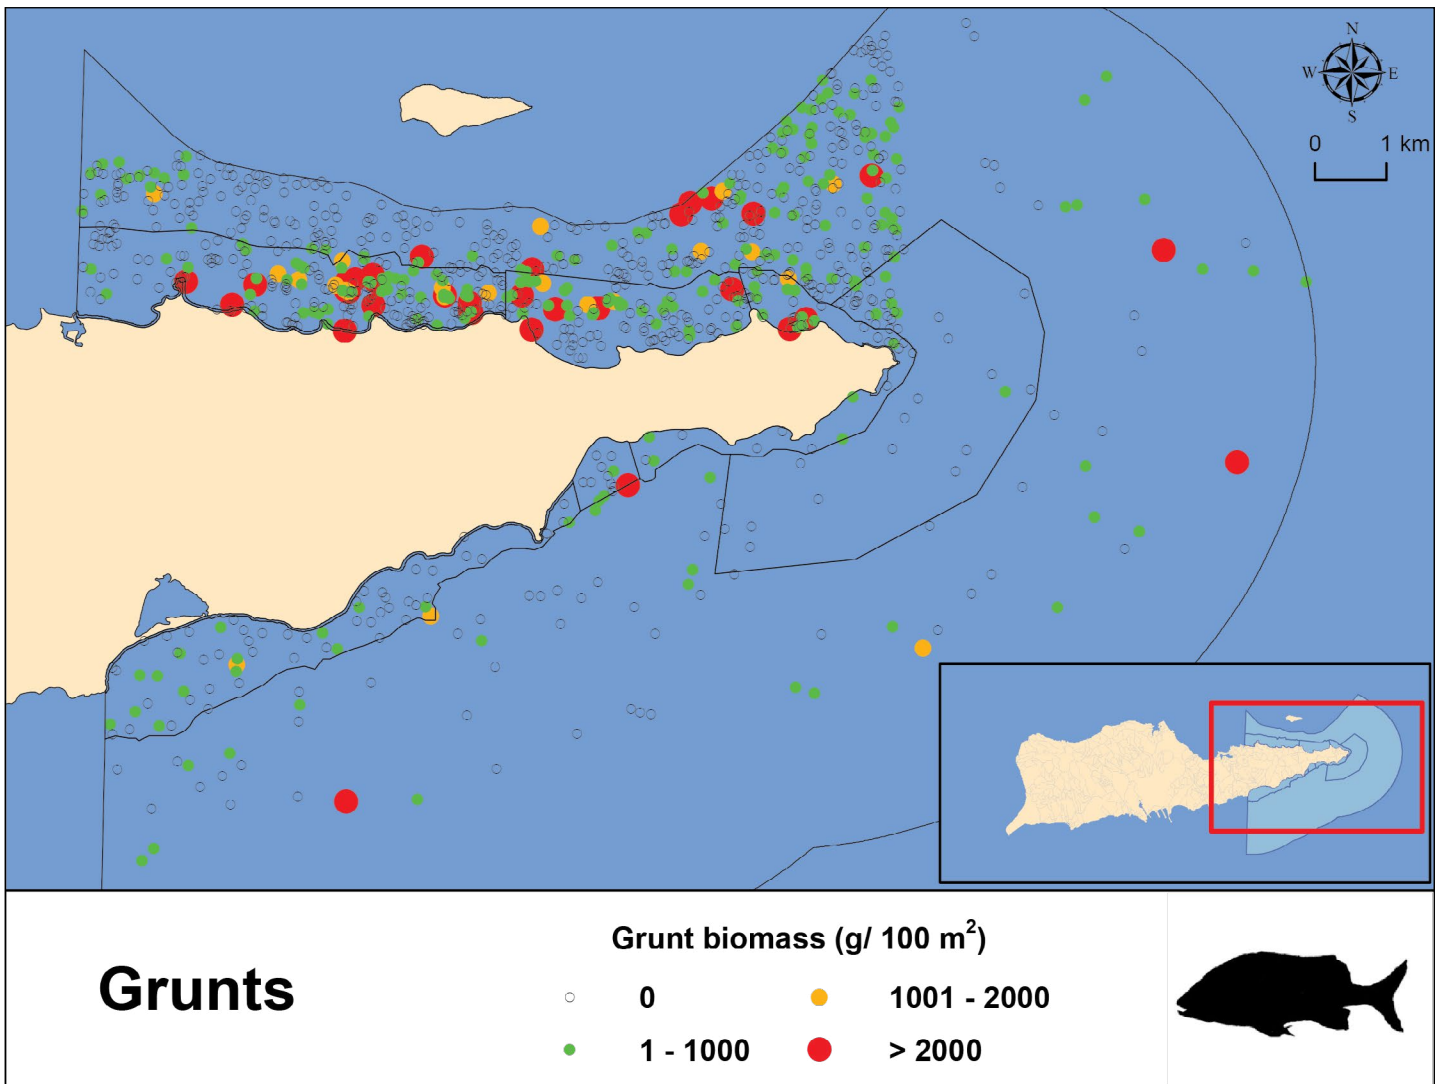 N
W E
S
0 1 km
Grunts
Grunt biomass (g/ 100 m²)
0
1 - 1000
1001 - 2000
> 2000